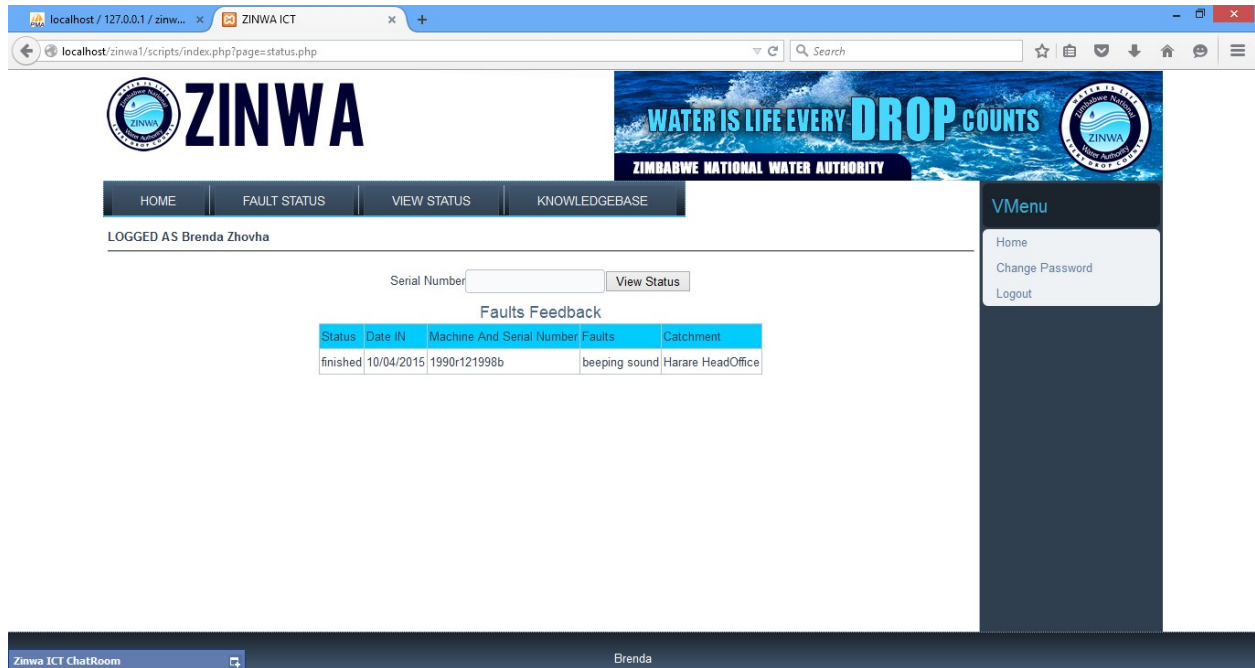 localhost / 127.0.0.1 / zinw... ×
ZINWA ICT ×
localhost/zinwa1/scripts/index.php?page=status.php
Search
ZINWA
ZINWA
WATER IS LIFE EVERY DROP COUNTS
ZIMBABWE NATIONAL WATER AUTHORITY
ZINWA
HOME FAULT STATUS VIEW STATUS KNOWLEDGEBASE
VMenu
LOGGED AS Brenda Zhovha
Home
Change Password
Logout
Serial Number View Status
Faults Feedback
Status Date IN Machine And Serial Number Faults Catchment
finished 10/04/2015 1990r121998b beeping sound Harare HeadOffice
Zinwa ICT ChatRoom
Brenda